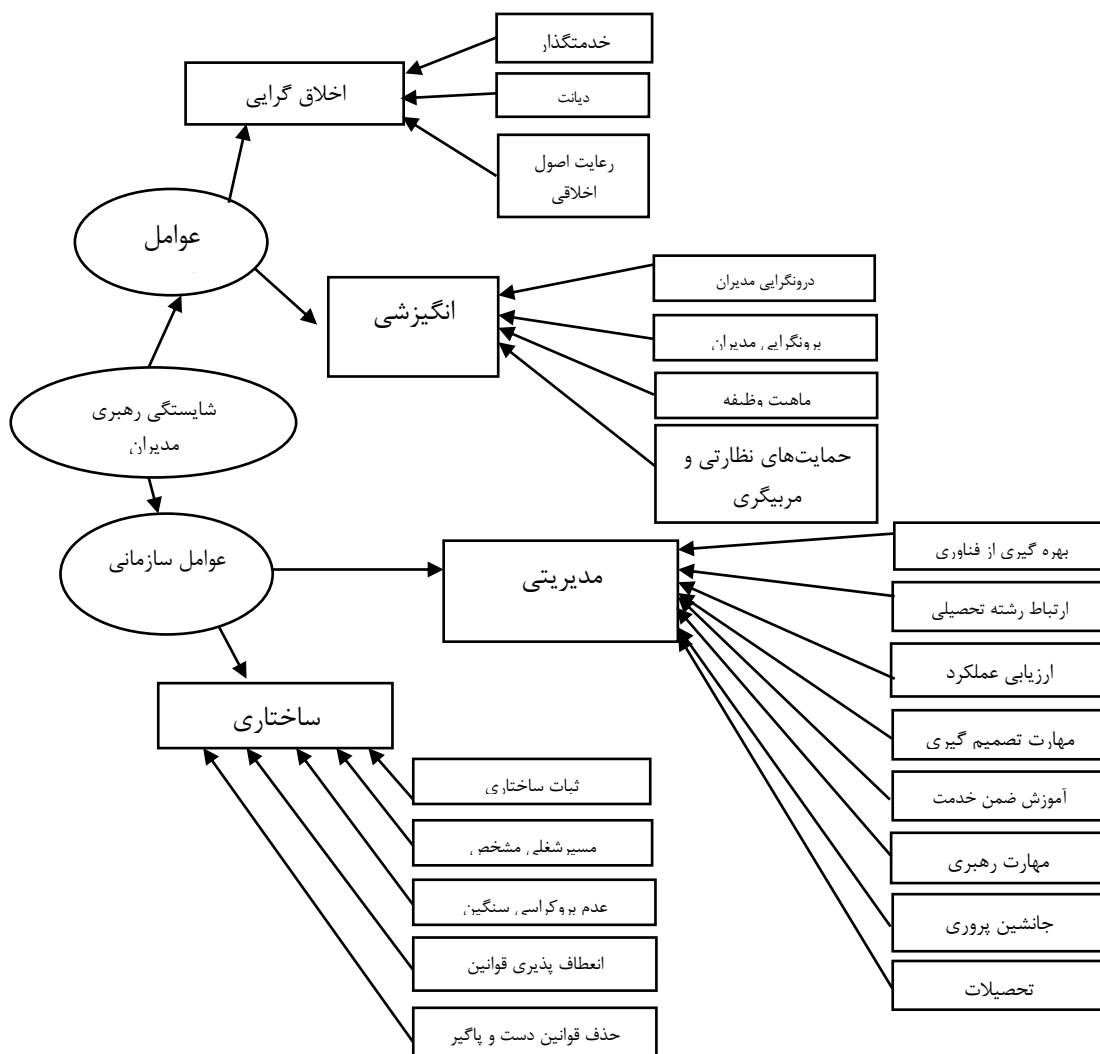 خدمتگذار
اخلاق گرایی
دیانت
رعایت اصول
اخلاقی
عوامل
درونگرایی مدیران
انگیزشی
برونگرایی مدیران
ماهیت وظیفه
شایستگی رهبری
مدیران
حمایت‌های نظارتی و
مربیگری
عوامل سازمانی
مدیریتی
بهره گیری از فناوری
ارتباط رشته تحصیلی
ارزیابی عملکرد
مهارت تصمیم گیری
آموزش ضمن خدمت
مهارت رهبری
جانشین پروری
تحصیلات
ساختاری
ثبات ساختاری
مسیرشغلی مشخص
عدم بروکراسی سنگین
انعطاف پذیری قوانین
حذف قوانین دست و پاگیر